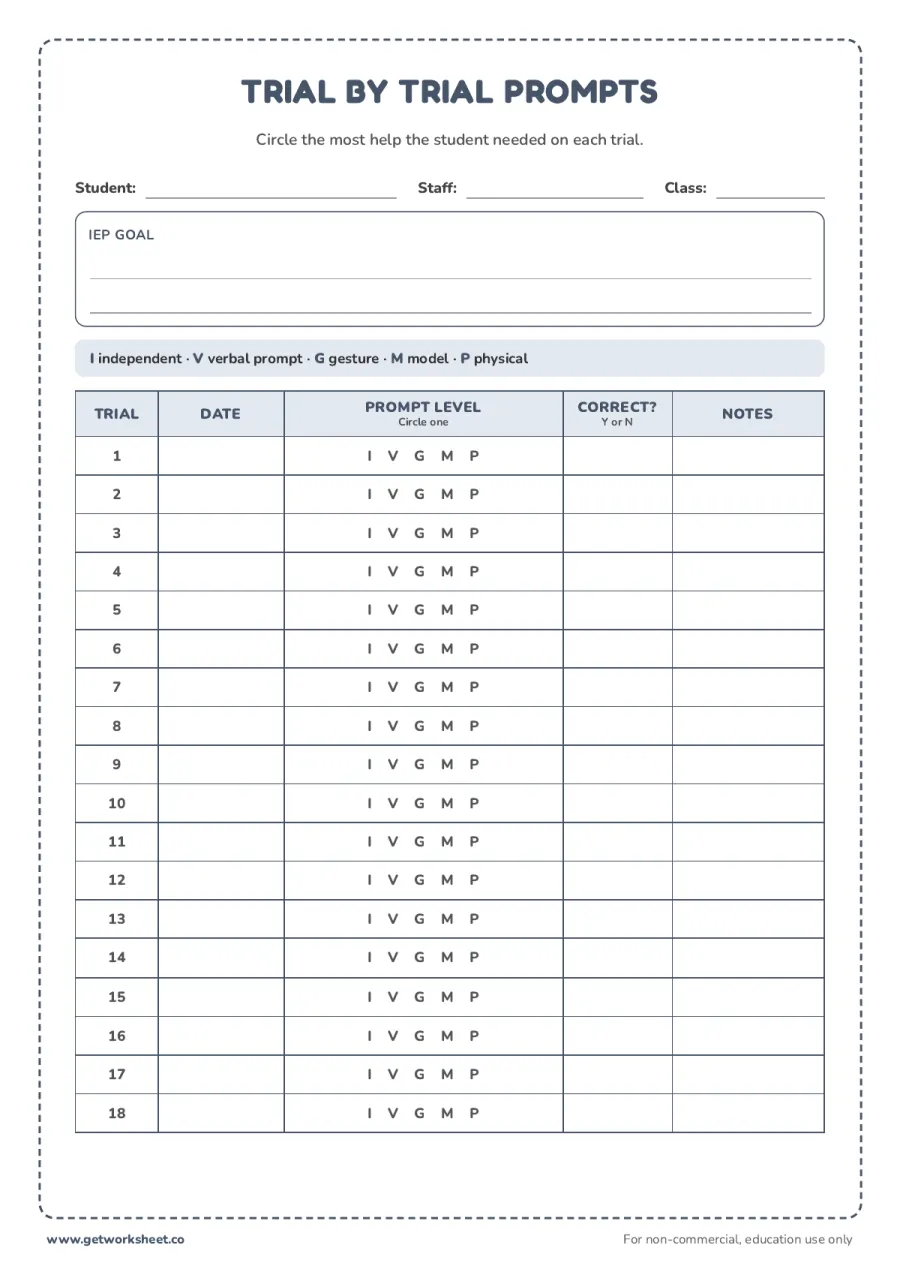 TRIAL BY TRIAL PROMPTS
Circle the most help the student needed on each trial.
Student: Staff: Class:
IEP GOAL
I independent · V verbal prompt · G gesture · M model · P physical
TRIAL DATE PROMPT LEVEL CORRECT? NOTES
Circle one Y or N
1 I V G M P
2 I V G M P
3 I V G M P
4 I V G M P
5 I V G M P
6 I V G M P
7 I V G M P
8 I V G M P
9 I V G M P
10 I V G M P
11 I V G M P
12 I V G M P
13 I V G M P
14 I V G M P
15 I V G M P
16 I V G M P
17 I V G M P
18 I V G M P
www.getworksheet.co For non-commercial, education use only